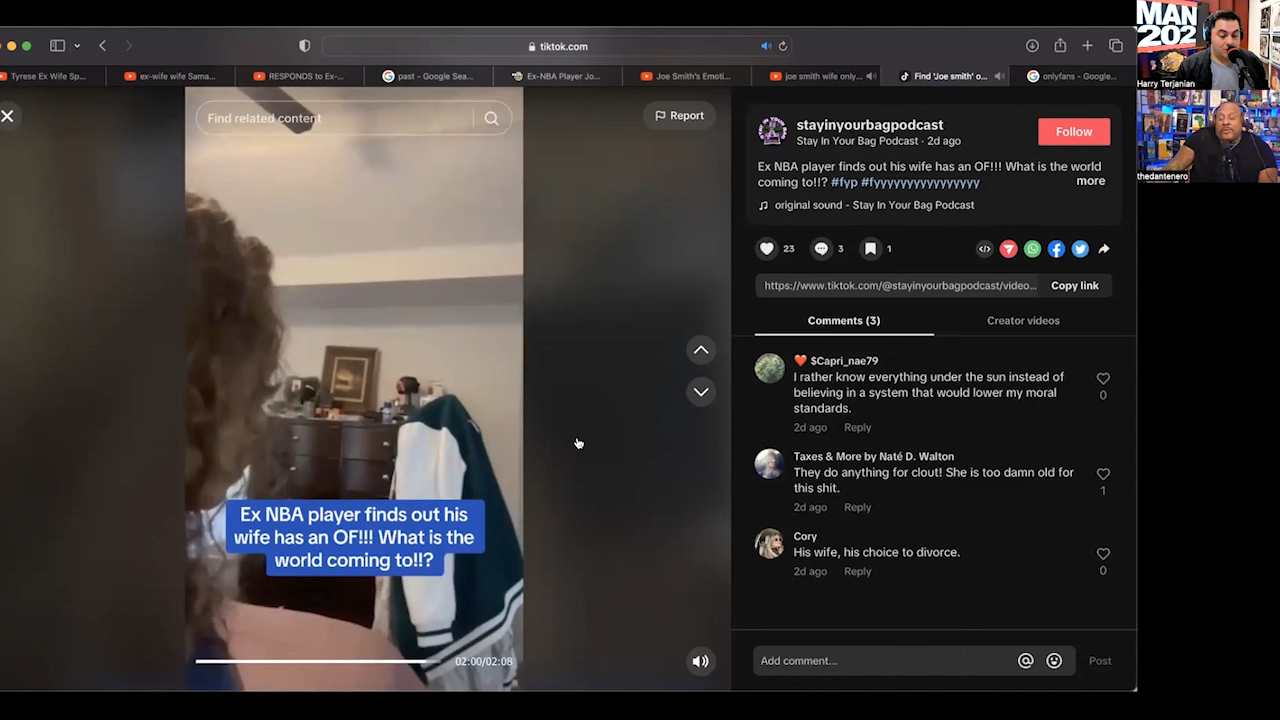 tiktok.com
Tyrese Ex Wife Sp...
ex-wife wife Sama...
RESPONDS to Ex-...
past - Google Sea...
Ex-NBA Player Jo...
Joe Smith's Emoti...
joe smith wife only...
Find 'Joe smith' o...
onlyfans - Google...
MAN
202
Harry Terjanian
thedantenero
Find related content
Report
stayinyourbagpodcast
Stay In Your Bag Podcast · 2d ago
Follow
Ex NBA player finds out his wife has an OF!!! What is the world
coming to!!? #fyp #fyyyyyyyyyyyyyyyy
more
original sound - Stay In Your Bag Podcast
23
3
1
https://www.tiktok.com/@stayinyourbagpodcast/video...
Copy link
Comments (3)
Creator videos
$Capri_nae79
I rather know everything under the sun instead of
believing in a system that would lower my moral
standards.
2d ago Reply
0
Taxes & More by Naté D. Walton
They do anything for clout! She is too damn old for
this shit.
2d ago Reply
1
Cory
His wife, his choice to divorce.
2d ago Reply
0
Add comment...
Post
Ex NBA player finds out his
wife has an OF!!! What is the
world coming to!!?
02:00/02:08